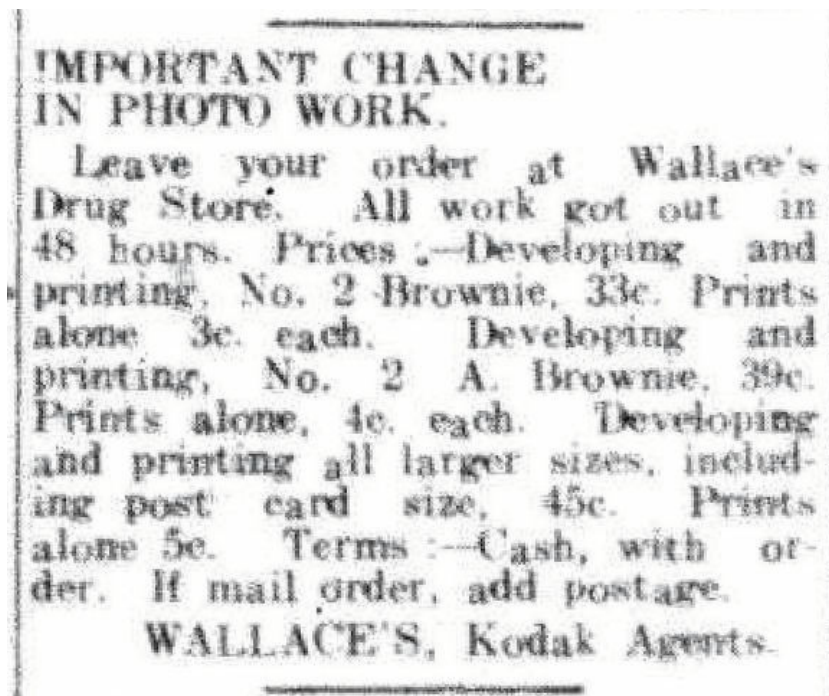 IMPORTANT CHANGE
IN PHOTO WORK.
Leave your order at Wallace's
Drug Store. All work got out in
48 hours. Prices :—Developing and
printing, No. 2 Brownie, 33c. Prints
alone 3c. each. Developing and
printing, No. 2 A. Brownie, 39c.
Prints alone, 4c. each. Developing
and printing all larger sizes, includ-
ing post card size, 45c. Prints
alone 5c. Terms :—Cash, with or-
der. If mail order, add postage.
WALLACE'S, Kodak Agents.